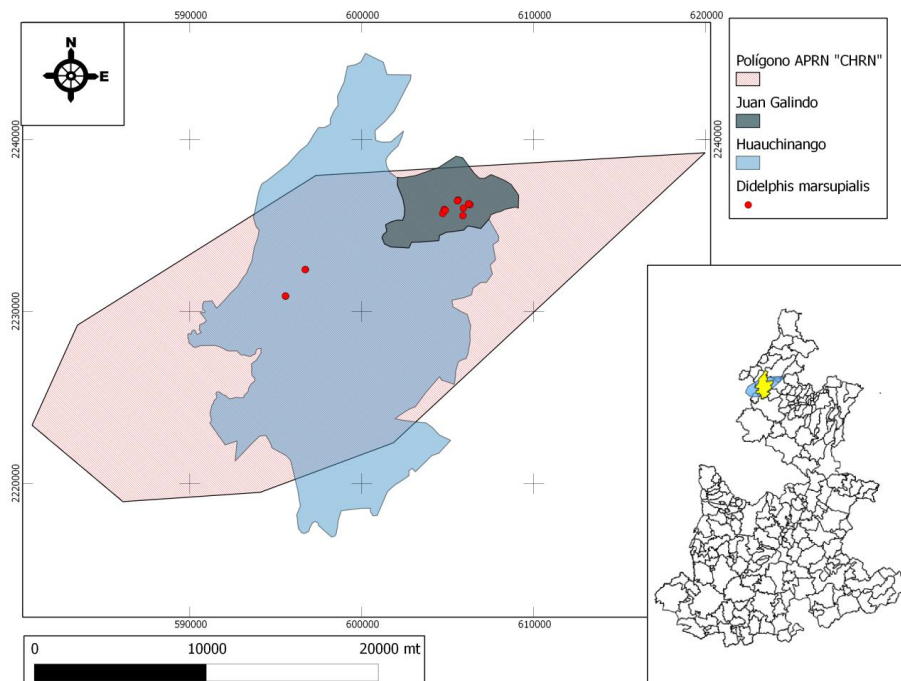 590000 600000 610000 620000
N
E
2240000
2230000
2220000
Polígono APRN "CHRN"
Juan Galindo
Huauchinango
Didelphis marsupialis
590000 600000 610000
0 10000 20000 mt